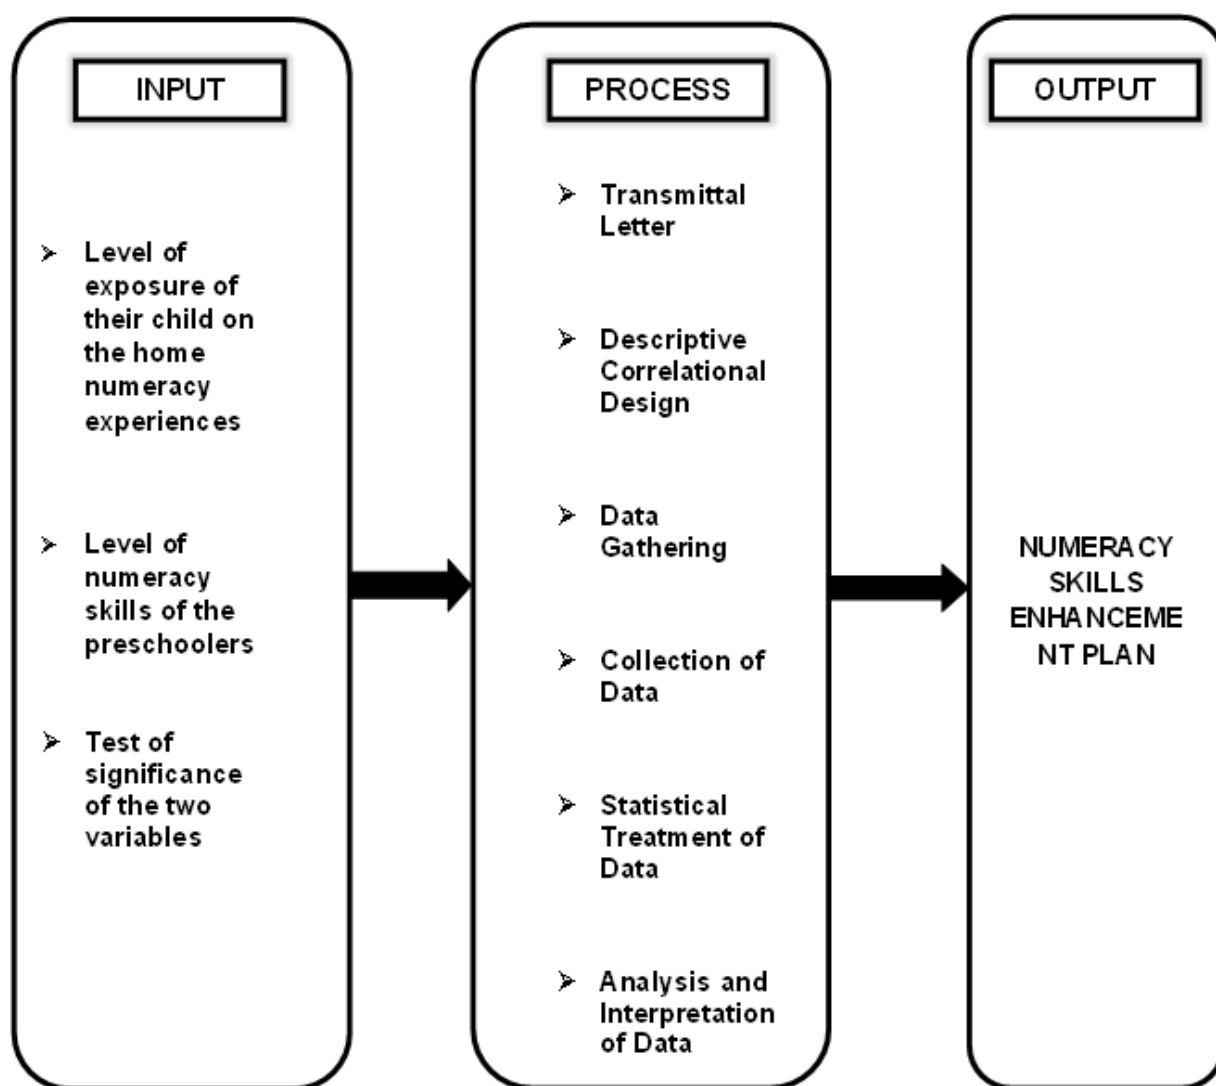 INPUT
Level of
exposure of
their child on
the home
numeracy
experiences
Level of
numeracy
skills of the
preschoolers
Test of
significance
of the two
variables
PROCESS
Transmittal
Letter
Descriptive
Correlational
Design
Data
Gathering
Collection of
Data
Statistical
Treatment of
Data
Analysis and
Interpretation
of Data
OUTPUT
NUMERACY
SKILLS
ENHANCEME
NT PLAN